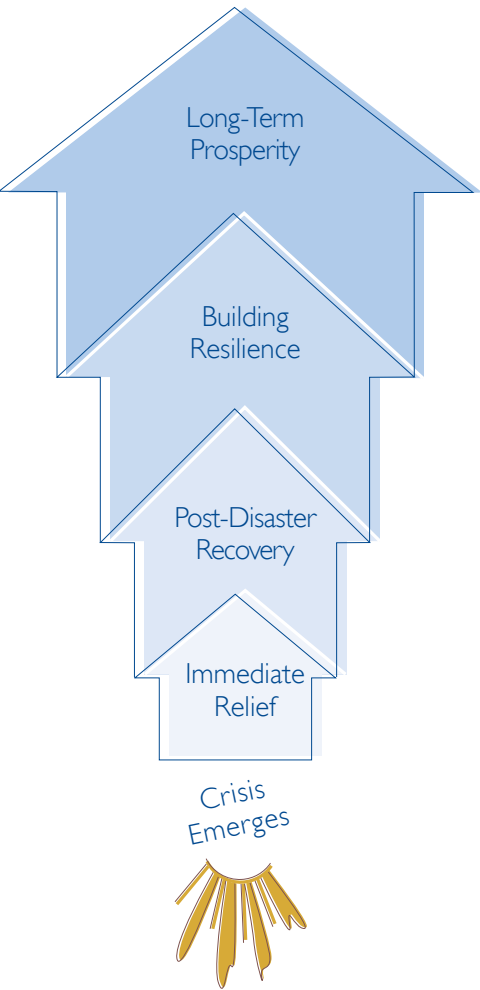 Long-Term
Prosperity
Building
Resilience
Post-Disaster
Recovery
Immediate
Relief
Crisis
Emerges